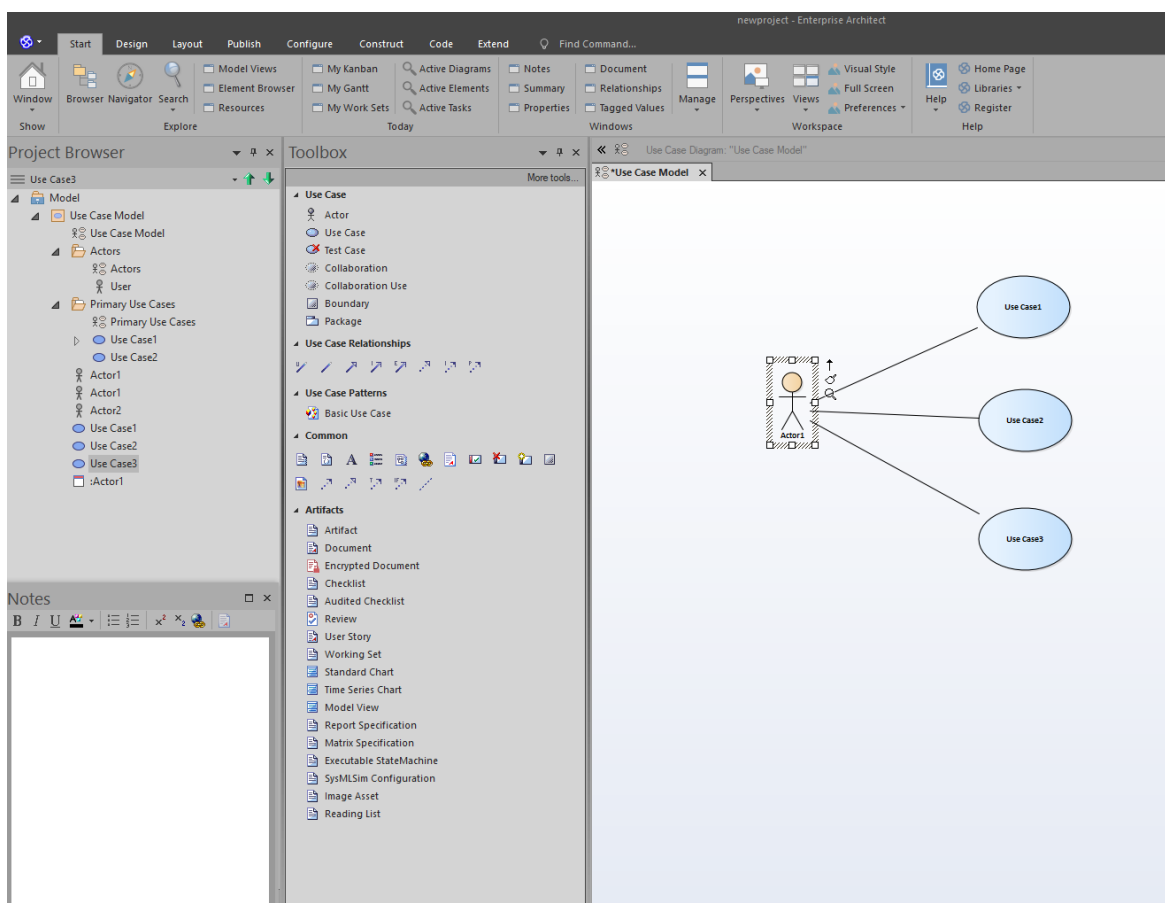 newproject - Enterprise Architect
Start Design Layout Publish Configure Construct Code Extend Find Command...
Model Views My Kanban Active Diagrams Notes Document Visual Style Home Page
Element Browser My Gantt Active Elements Summary Relationships Full Screen Libraries
Window Browser Navigator Search Manage Perspectives Views Help
Resources My Work Sets Active Tasks Properties Tagged Values Preferences Register
Show Explore Today Windows Workspace Help
Project Browser
Use Case3
Model
Use Case Model
Use Case Model
Actors
Actors
User
Primary Use Cases
Primary Use Cases
Use Case1
Use Case2
Actor1
Actor1
Actor2
Use Case1
Use Case2
Use Case3
:Actor1
Notes
B I U A x² x₂
Toolbox
More tools...
Use Case
Actor
Use Case
Test Case
Collaboration
Collaboration Use
Boundary
Package
Use Case Relationships
Use Case Patterns
Basic Use Case
Common
A
Artifacts
Artifact
Document
Encrypted Document
Checklist
Audited Checklist
Review
User Story
Working Set
Standard Chart
Time Series Chart
Model View
Report Specification
Matrix Specification
Executable StateMachine
SysMLSim Configuration
Image Asset
Reading List
Use Case Diagram: "Use Case Model"
*Use Case Model X
Use Case1
Actor1
Use Case2
Use Case3